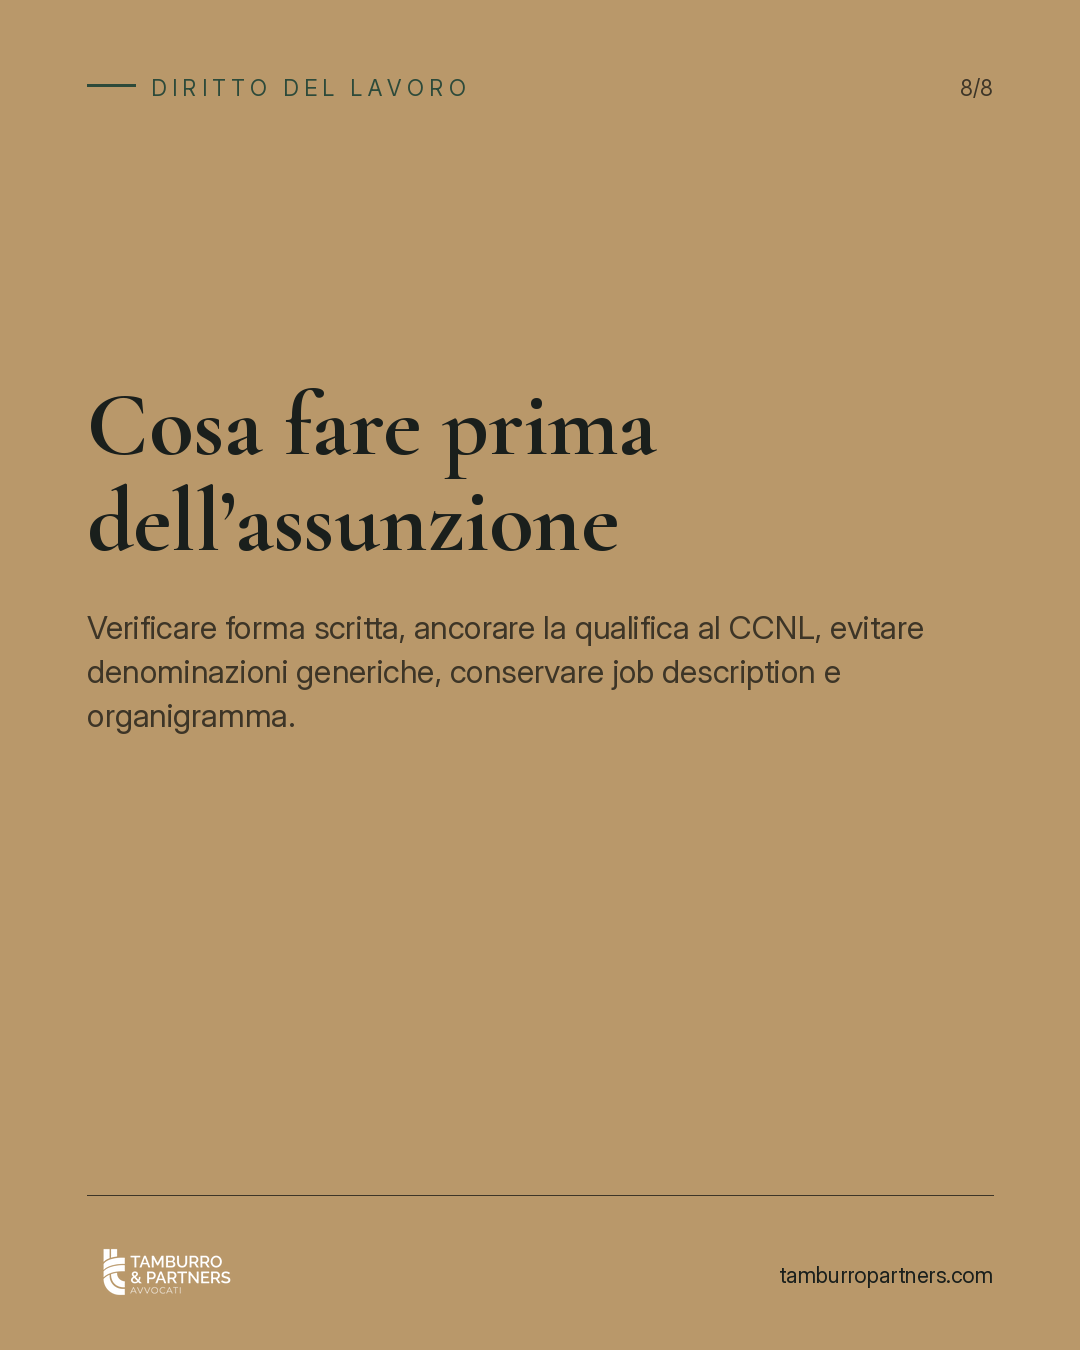 DIRITTO DEL LAVORO
8/8
Cosa fare prima
dell’assunzione
Verificare forma scritta, ancorare la qualifica al CCNL, evitare
denominazioni generiche, conservare job description e
organigramma.
TAMBURRO
& PARTNERS
AVVOCATI
tamburropartners.com